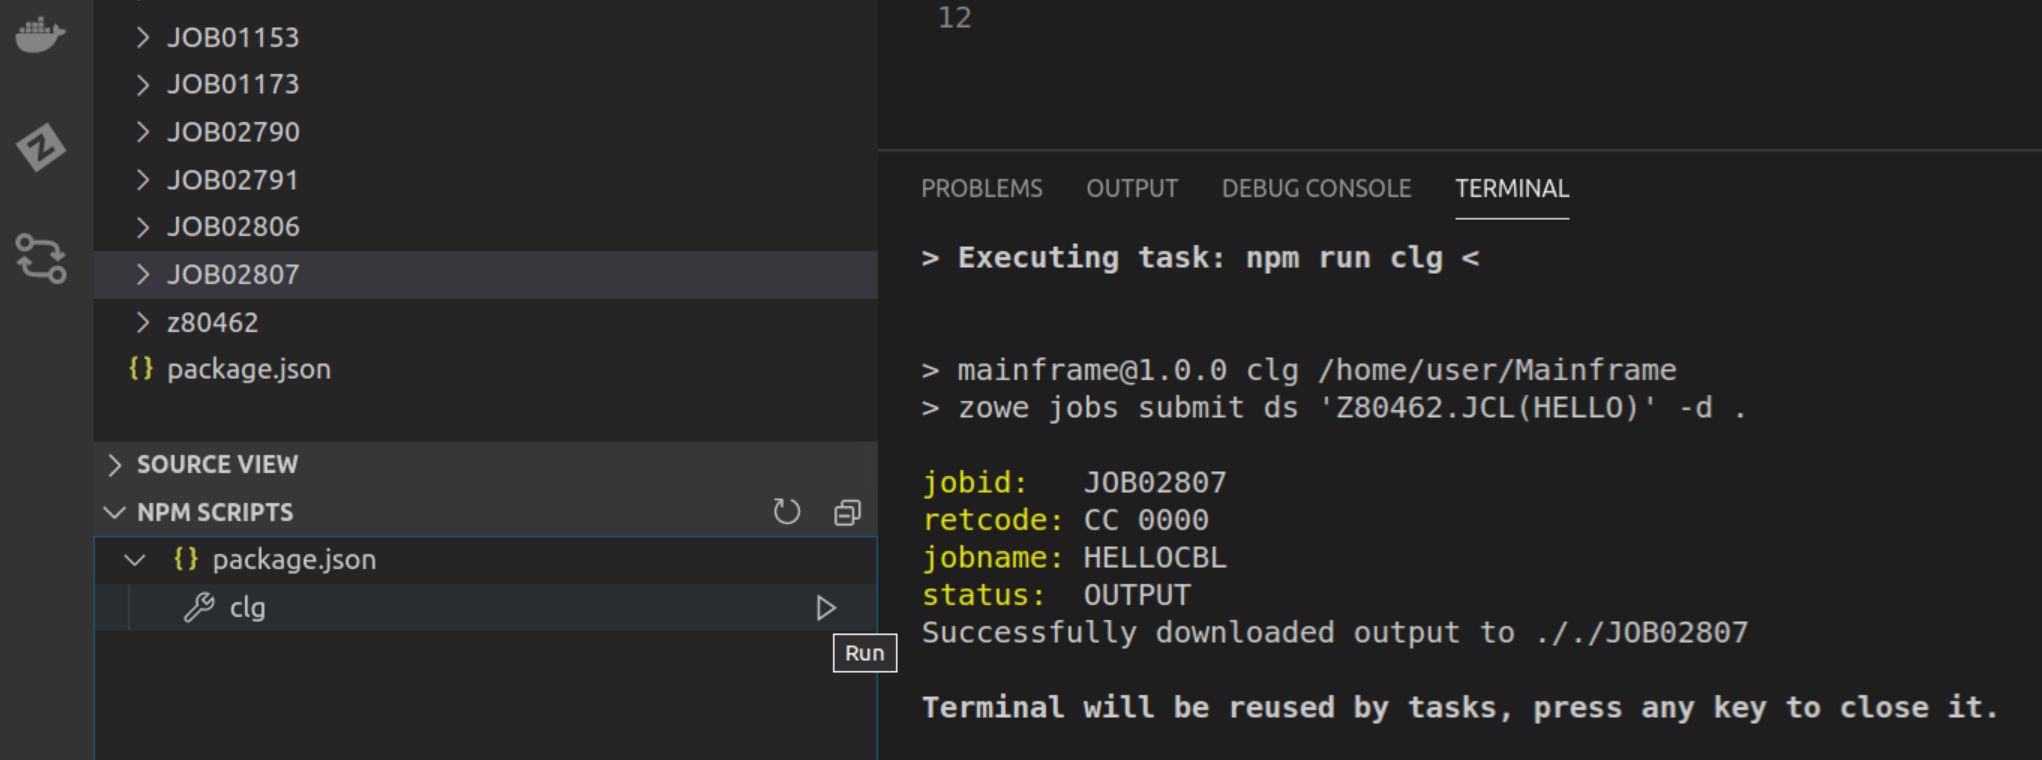 JOB01153
JOB01173
JOB02790
JOB02791
JOB02806
JOB02807
z80462
{} package.json
SOURCE VIEW
NPM SCRIPTS
{} package.json
clg
Run
12
PROBLEMS OUTPUT DEBUG CONSOLE TERMINAL
> Executing task: npm run clg <
> mainframe@1.0.0 clg /home/user/Mainframe
> zowe jobs submit ds 'Z80462.JCL(HELLO)' -d .
jobid: JOB02807
retcode: CC 0000
jobname: HELLOCBL
status: OUTPUT
Successfully downloaded output to ././JOB02807
Terminal will be reused by tasks, press any key to close it.